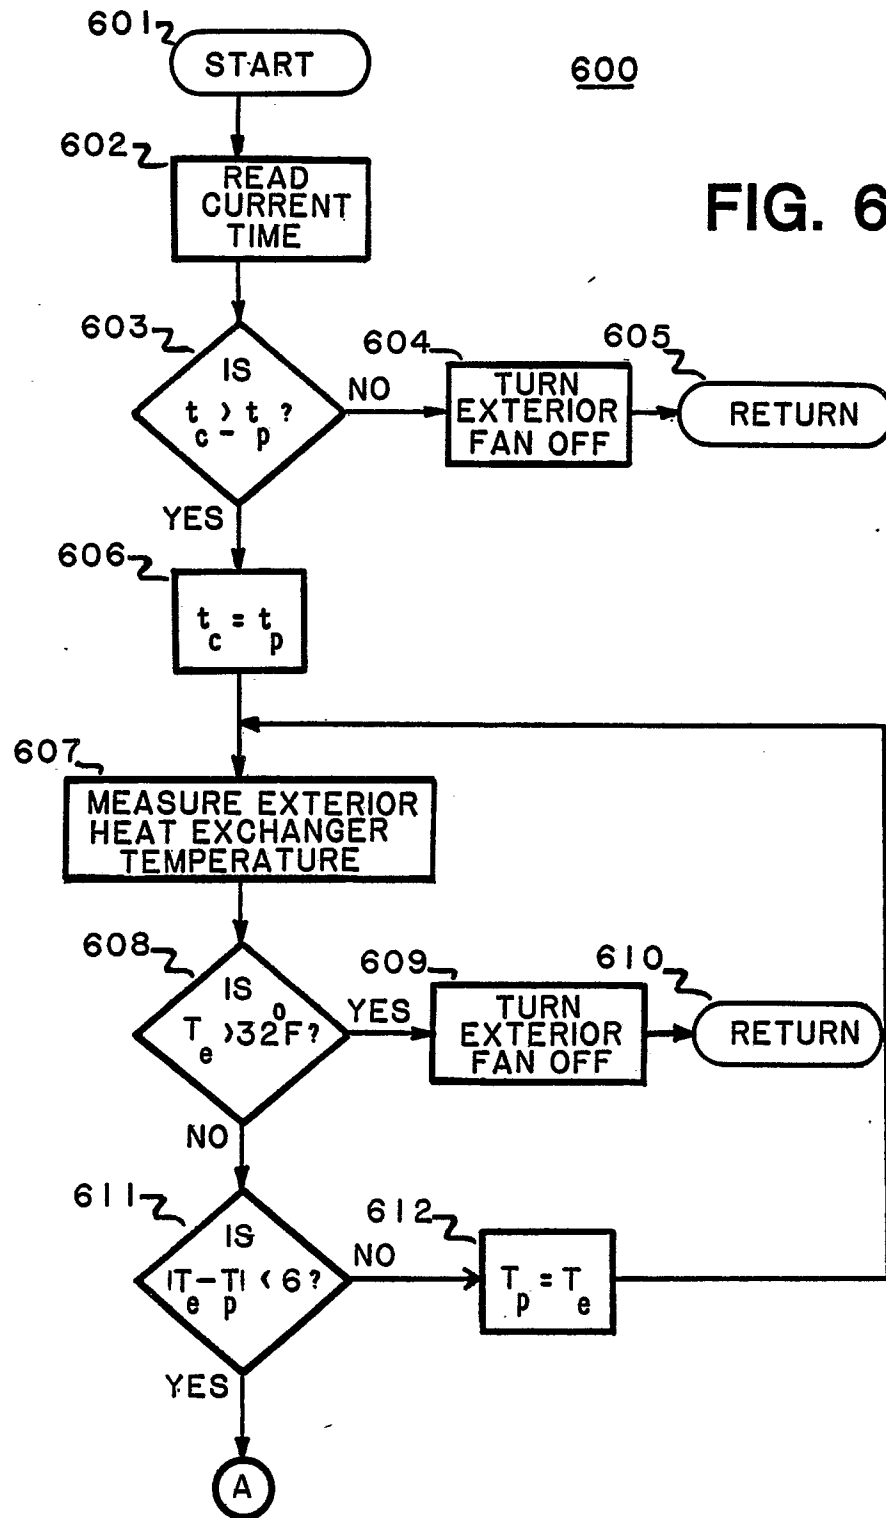 601
START
600
602
READ
CURRENT
TIME
FIG. 6
603
IS
t_c ≥ t_p ?
NO
604
TURN
EXTERIOR
FAN OFF
605
RETURN
YES
606
t_c = t_p
607
MEASURE EXTERIOR
HEAT EXCHANGER
TEMPERATURE
608
IS
T_e >32°F ?
YES
609
TURN
EXTERIOR
FAN OFF
610
RETURN
NO
611
IS
|T_e - T_p| < 6 ?
NO
612
T_p = T_e
YES
A